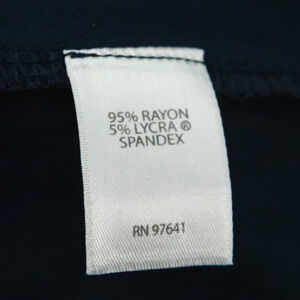 95% RAYON
5% LYCRA ®
SPANDEX
RN 97641